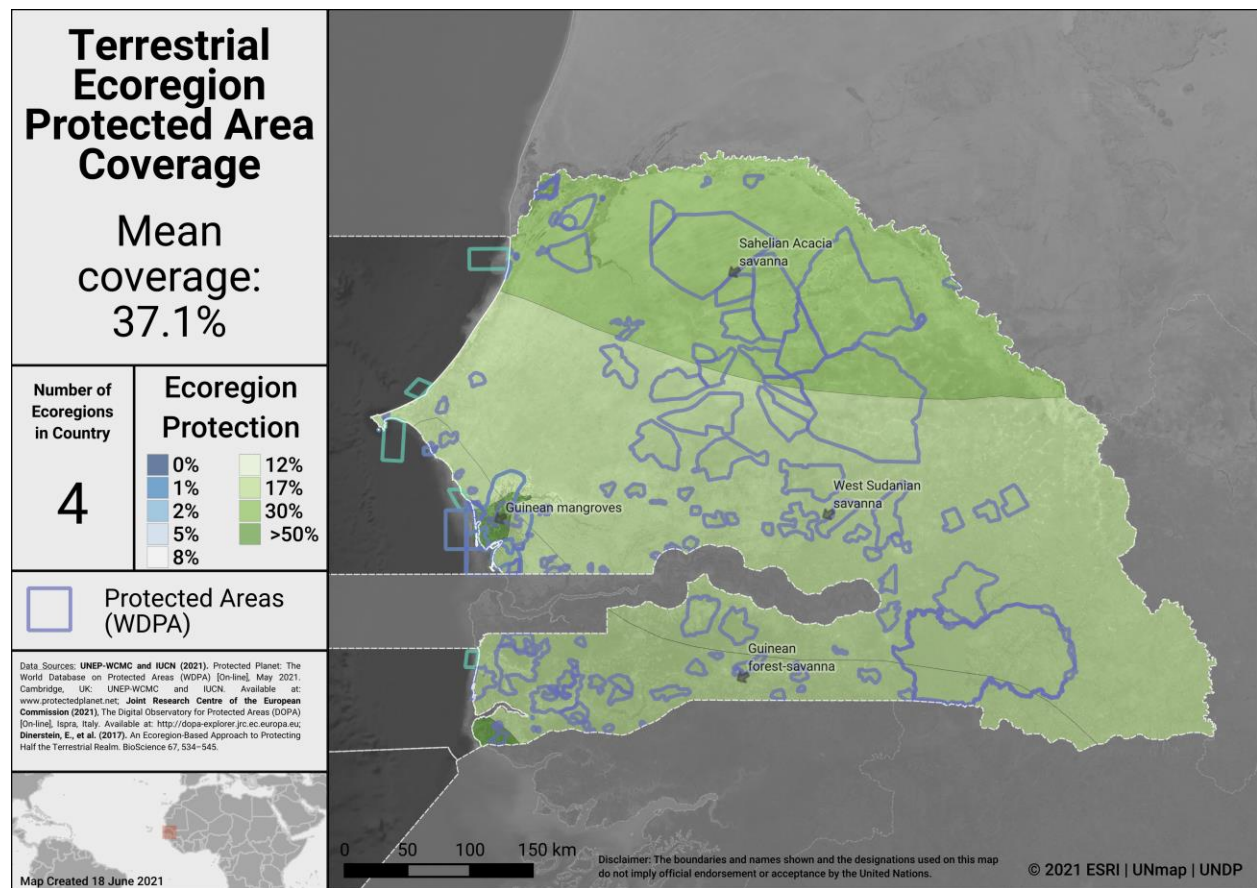 Terrestrial
Ecoregion
Protected Area
Coverage
Mean
coverage:
37.1%
Number of
Ecoregions
in Country
4
Ecoregion
Protection
0%
1%
2%
5%
8%
12%
17%
30%
>50%
Protected Areas
(WDPA)
Data Sources: UNEP-WCMC and IUCN (2021). Protected Planet: The
World Database on Protected Areas (WDPA) [On-line], May 2021.
Cambridge, UK: UNEP-WCMC and IUCN. Available at:
www.protectedplanet.net; Joint Research Centre of the European
Commission (2021), The Digital Observatory for Protected Areas (DOPA)
[On-line], Ispra, Italy. Available at: http://dopa-explorer.jrc.ec.europa.eu;
Dinerstein, E., et al. (2017). An Ecoregion-Based Approach to Protecting
Half the Terrestrial Realm. BioScience 67, 534–545.
Map Created 18 June 2021
Sahelian Acacia
savanna
West Sudanian
savanna
Guinean mangroves
Guinean
forest-savanna
0 50 100 150 km
Disclaimer: The boundaries and names shown and the designations used on this map
do not imply official endorsement or acceptance by the United Nations.
© 2021 ESRI | UNmap | UNDP